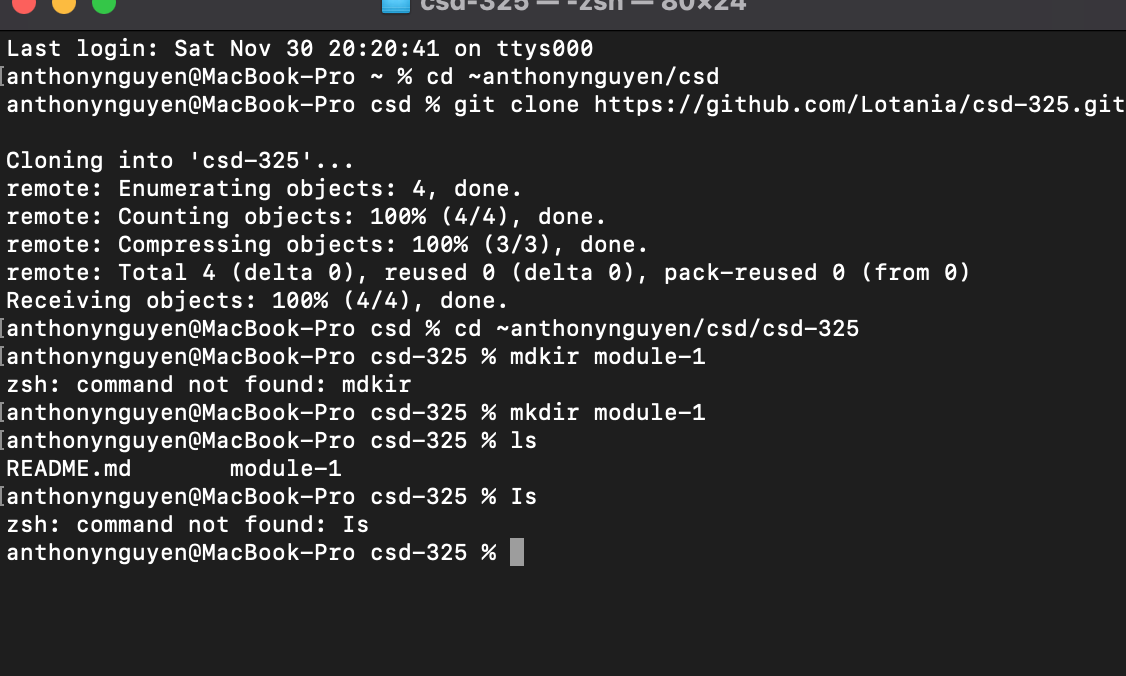 csd-325 — -zsh — 80×24
Last login: Sat Nov 30 20:20:41 on ttys000
anthonynguyen@MacBook-Pro ~ % cd ~anthonynguyen/csd
anthonynguyen@MacBook-Pro csd % git clone https://github.com/Lotania/csd-325.git
Cloning into 'csd-325'...
remote: Enumerating objects: 4, done.
remote: Counting objects: 100% (4/4), done.
remote: Compressing objects: 100% (3/3), done.
remote: Total 4 (delta 0), reused 0 (delta 0), pack-reused 0 (from 0)
Receiving objects: 100% (4/4), done.
anthonynguyen@MacBook-Pro csd % cd ~anthonynguyen/csd/csd-325
anthonynguyen@MacBook-Pro csd-325 % mdkir module-1
zsh: command not found: mdkir
anthonynguyen@MacBook-Pro csd-325 % mkdir module-1
anthonynguyen@MacBook-Pro csd-325 % ls
README.md       module-1
anthonynguyen@MacBook-Pro csd-325 % Is
zsh: command not found: Is
anthonynguyen@MacBook-Pro csd-325 %